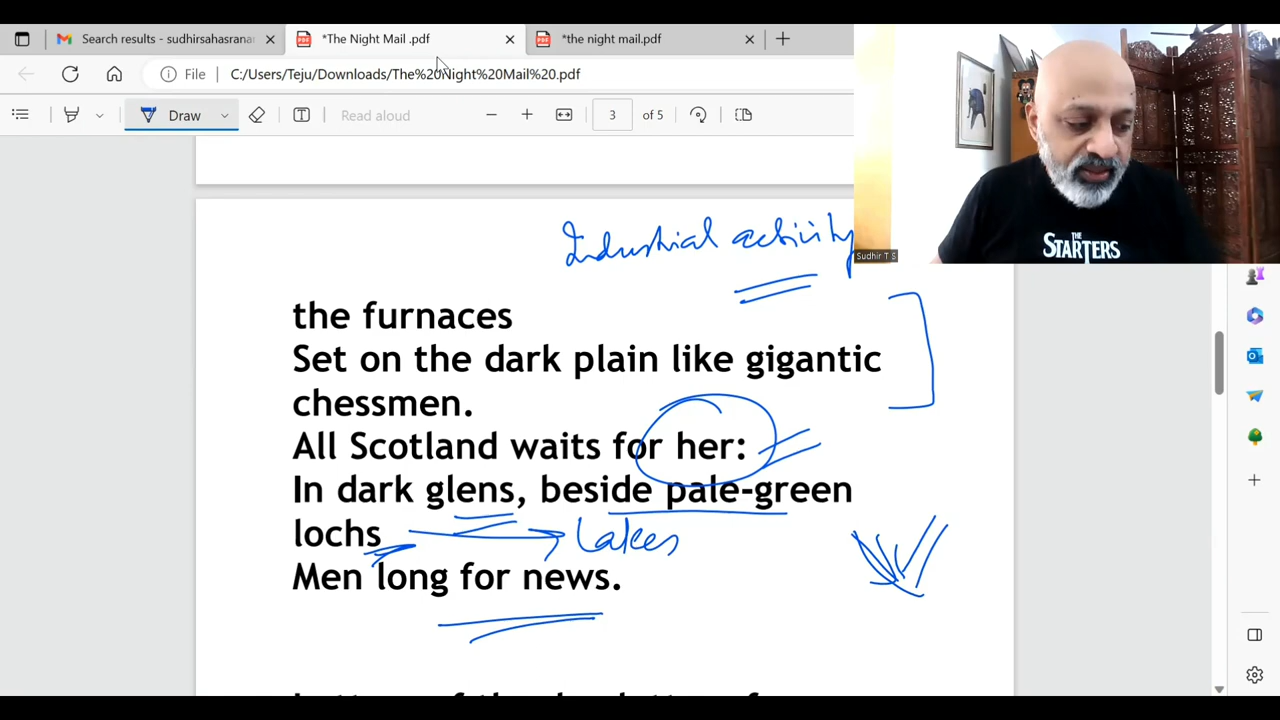 Search results - sudhirsahasranan
*The Night Mail .pdf
*the night mail.pdf
File
C:/Users/Teju/Downloads/The%20Night%20Mail%20.pdf
Draw
Read aloud
3
of 5
Industrial activity
the furnaces
Set on the dark plain like gigantic
chessmen.
All Scotland waits for her:
In dark glens, beside pale-green
lochs
Lakes
Men long for news.
THE
STARTERS
Sudhir T S